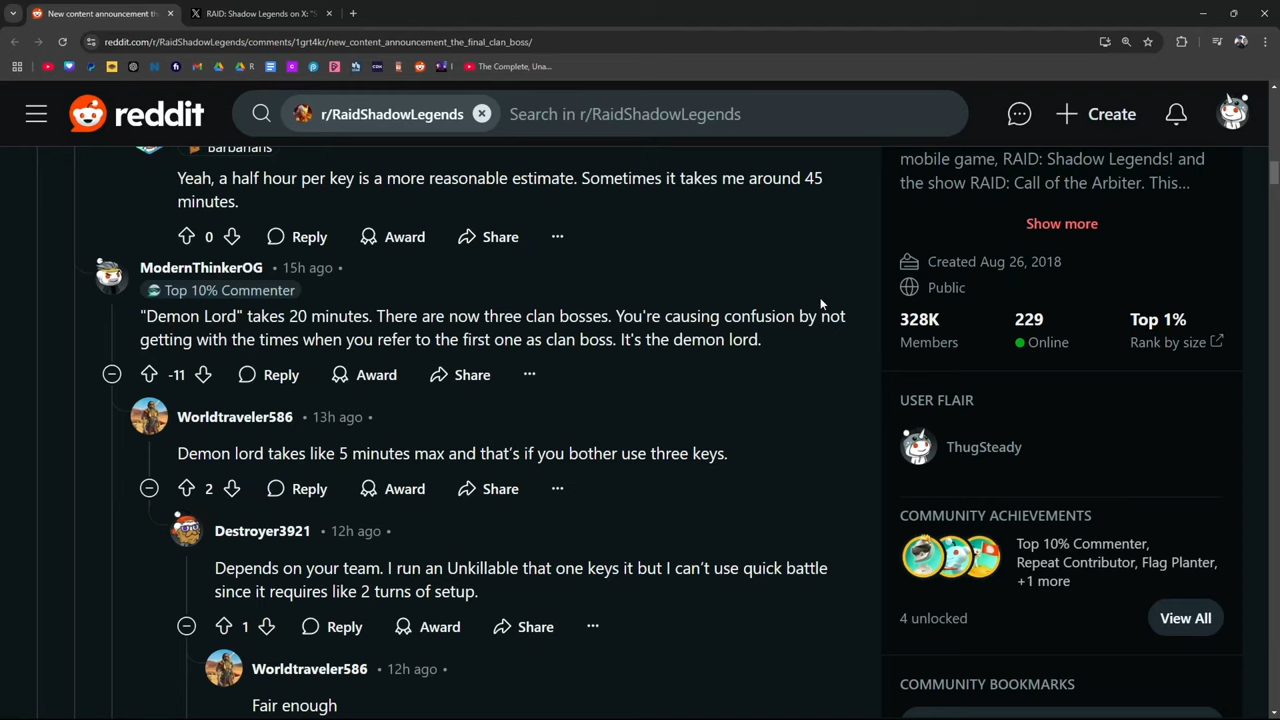 New content announcement th
RAID: Shadow Legends on X: "
reddit.com/r/RaidShadowLegends/comments/1grt4kr/new_content_announcement_the_final_clan_boss/
The Complete, Una...
reddit
r/RaidShadowLegends
Search in r/RaidShadowLegends
Create
Barbarians
Yeah, a half hour per key is a more reasonable estimate. Sometimes it takes me around 45
minutes.
0
Reply
Award
Share
ModernThinkerOG • 15h ago •
Top 10% Commenter
"Demon Lord" takes 20 minutes. There are now three clan bosses. You're causing confusion by not
getting with the times when you refer to the first one as clan boss. It's the demon lord.
-11
Reply
Award
Share
Worldtraveler586 • 13h ago •
Demon lord takes like 5 minutes max and that's if you bother use three keys.
2
Reply
Award
Share
Destroyer3921 • 12h ago •
Depends on your team. I run an Unkillable that one keys it but I can't use quick battle
since it requires like 2 turns of setup.
1
Reply
Award
Share
Worldtraveler586 • 12h ago •
Fair enough
mobile game, RAID: Shadow Legends! and
the show RAID: Call of the Arbiter. This...
Show more
Created Aug 26, 2018
Public
328K
Members
229
Online
Top 1%
Rank by size
USER FLAIR
ThugSteady
COMMUNITY ACHIEVEMENTS
Top 10% Commenter,
Repeat Contributor, Flag Planter,
+1 more
4 unlocked
View All
COMMUNITY BOOKMARKS